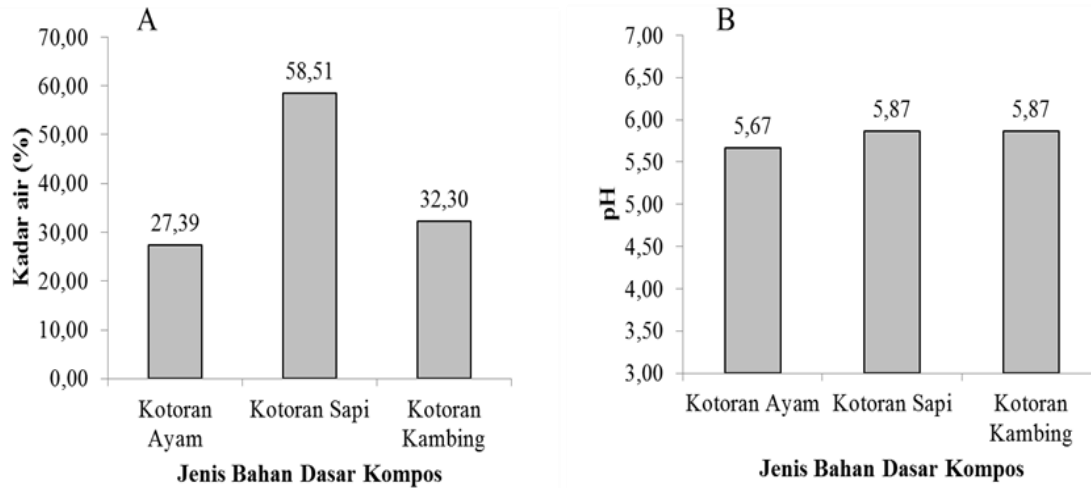 A
70,00
60,00
50,00
40,00
30,00
20,00
10,00
0,00
Kadar air (%)
27,39
58,51
32,30
Kotoran
Ayam
Kotoran Sapi
Kotoran
Kambing
Jenis Bahan Dasar Kompos
B
7,00
6,50
6,00
5,50
5,00
4,50
4,00
3,50
3,00
pH
5,67
5,87
5,87
Kotoran Ayam
Kotoran Sapi
Kotoran
Kambing
Jenis Bahan Dasar Kompos